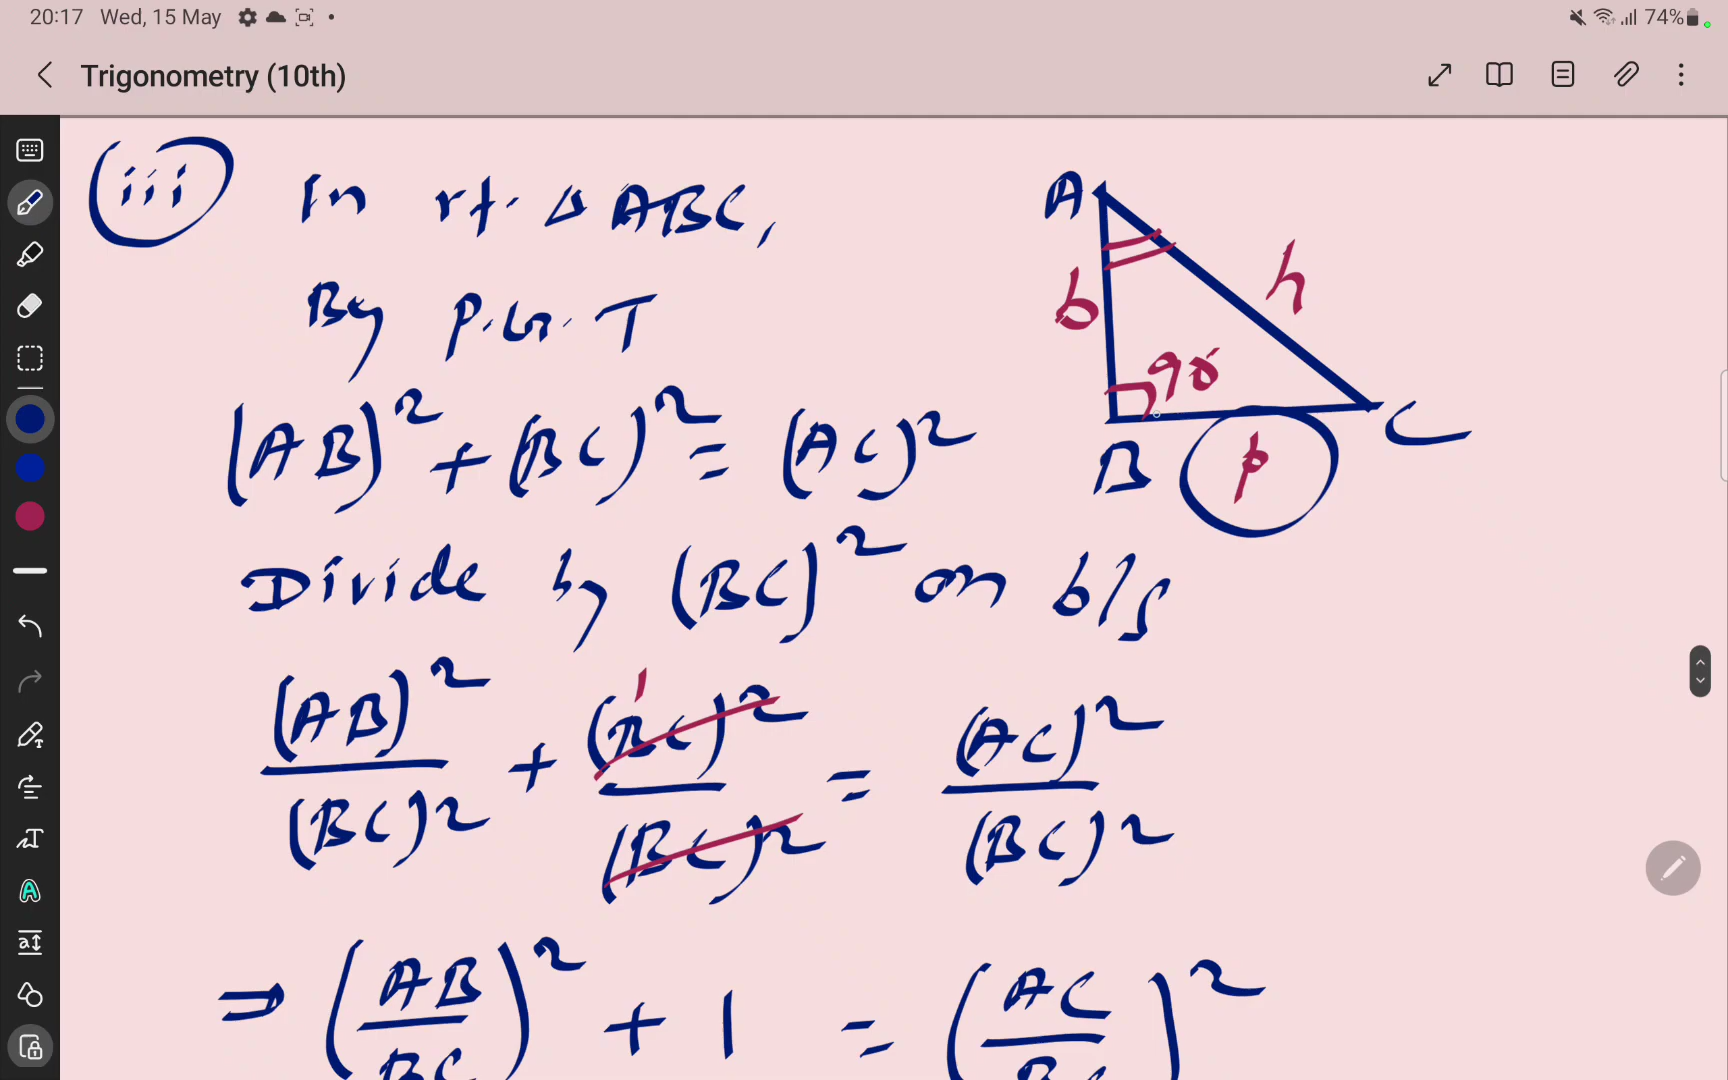 20:17 Wed, 15 May
74%
Trigonometry (10th)
(iii) In rt. Δ ABC,
By P.G.T
(AB)² + (BC)² = (AC)²
Divide by (BC)² on b/s
(AB)²/(BC)² + (BC)²/(BC)² = (AC)²/(BC)²
1
⇒ (AB/BC)² + 1 = (AC/BC)²
A
b
h
90°
B
p
C